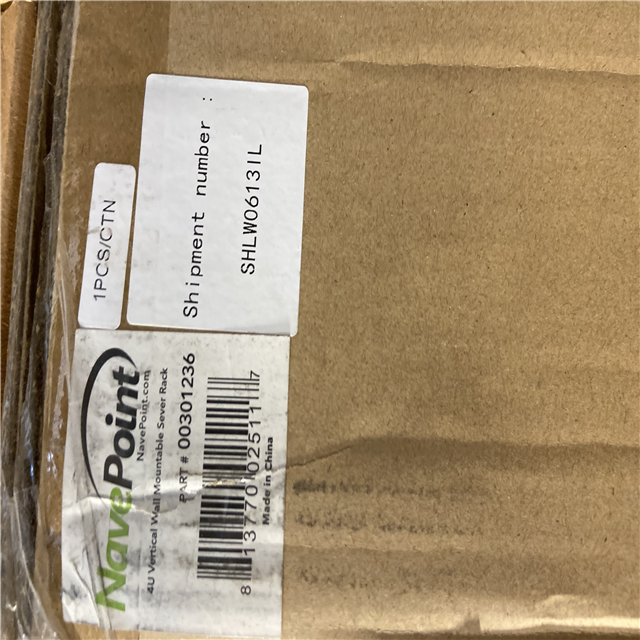 1PCS/CTN
Shipment number :
SHLW0613IL
NavePoint
NavePoint.com
4U Vertical Wall Mountable Sever Rack
PART # 00301236
8 13770 02511 7
Made in China